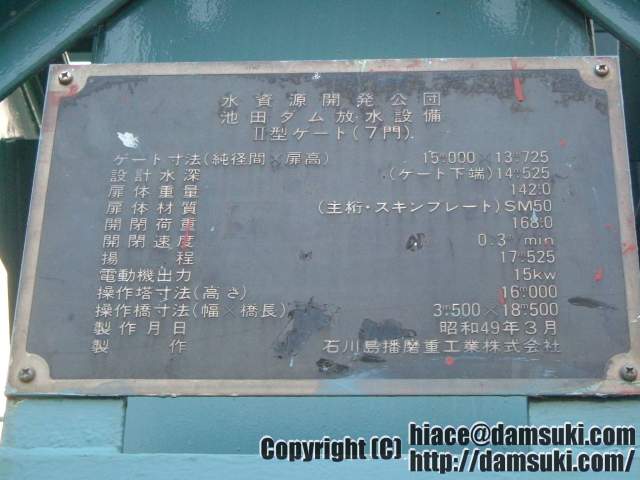 水資源開発公団
池田ダム放水設備
Ⅱ型ゲート(7門)
ゲート寸法(純径間×扉高) 15.000×13.725
設計水深 (ゲート下端)14.525
扉体重量 142.0
扉体材質 (主桁・スキンプレート)SM50
開閉荷重 168.0
開閉速度 0.3 min
揚程 17.525
電動機出力 15kw
操作塔寸法(高さ) 16.000
操作橋寸法(幅×橋長) 3.500×18.500
製作月日 昭和49年3月
製作 石川島播磨重工業株式会社
Copyright (C) hiace@damsuki.com
http://damsuki.com/